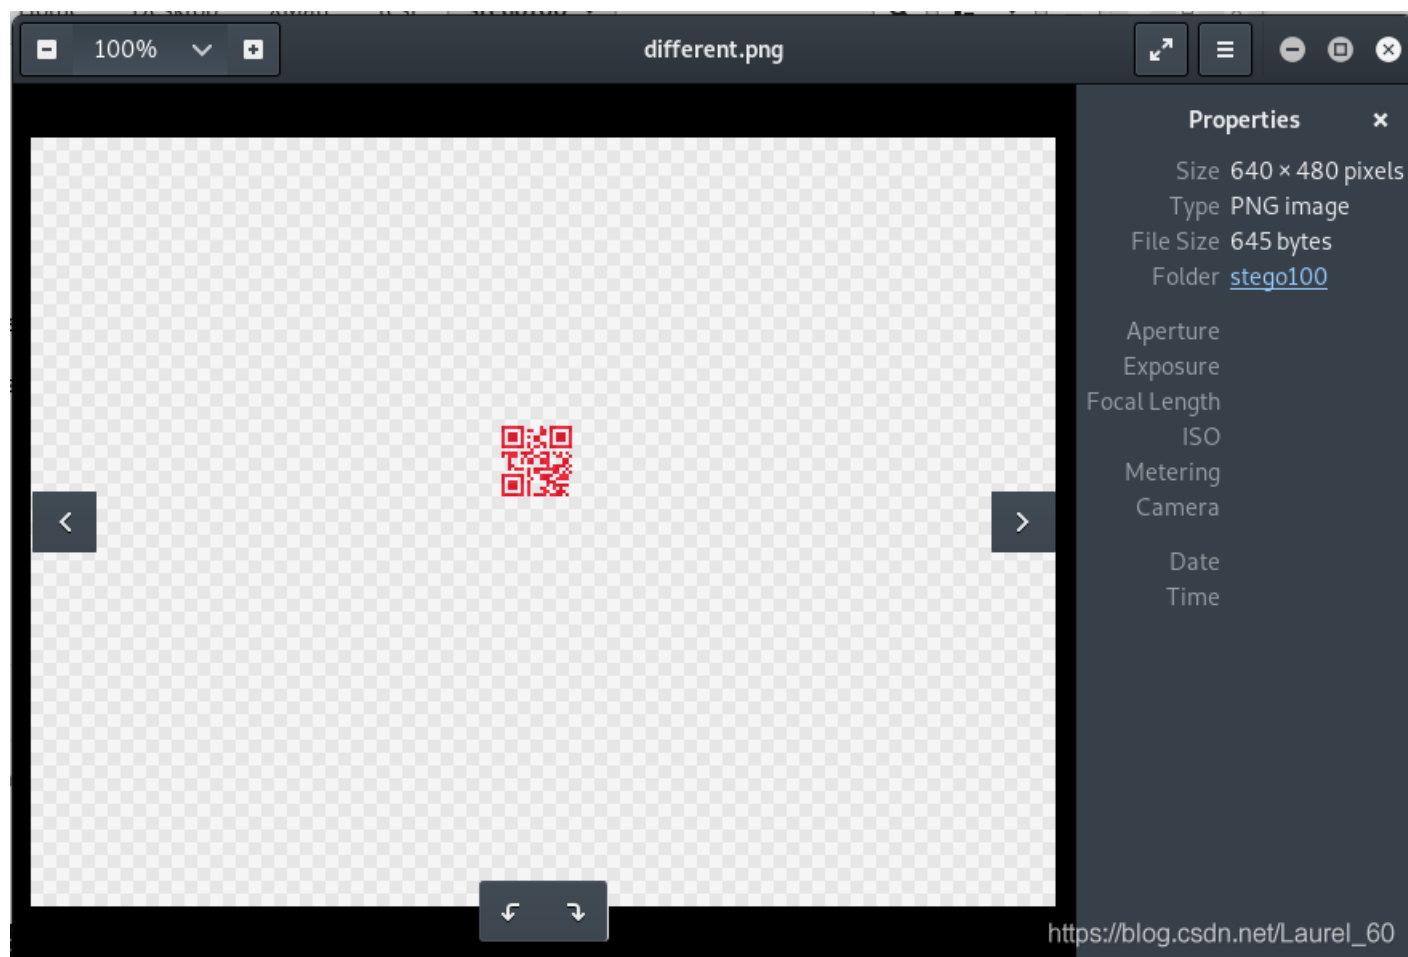 100%
different.png
Properties
Size 640 × 480 pixels
Type PNG image
File Size 645 bytes
Folder stego100
Aperture
Exposure
Focal Length
ISO
Metering
Camera
Date
Time
https://blog.csdn.net/Laurel_60